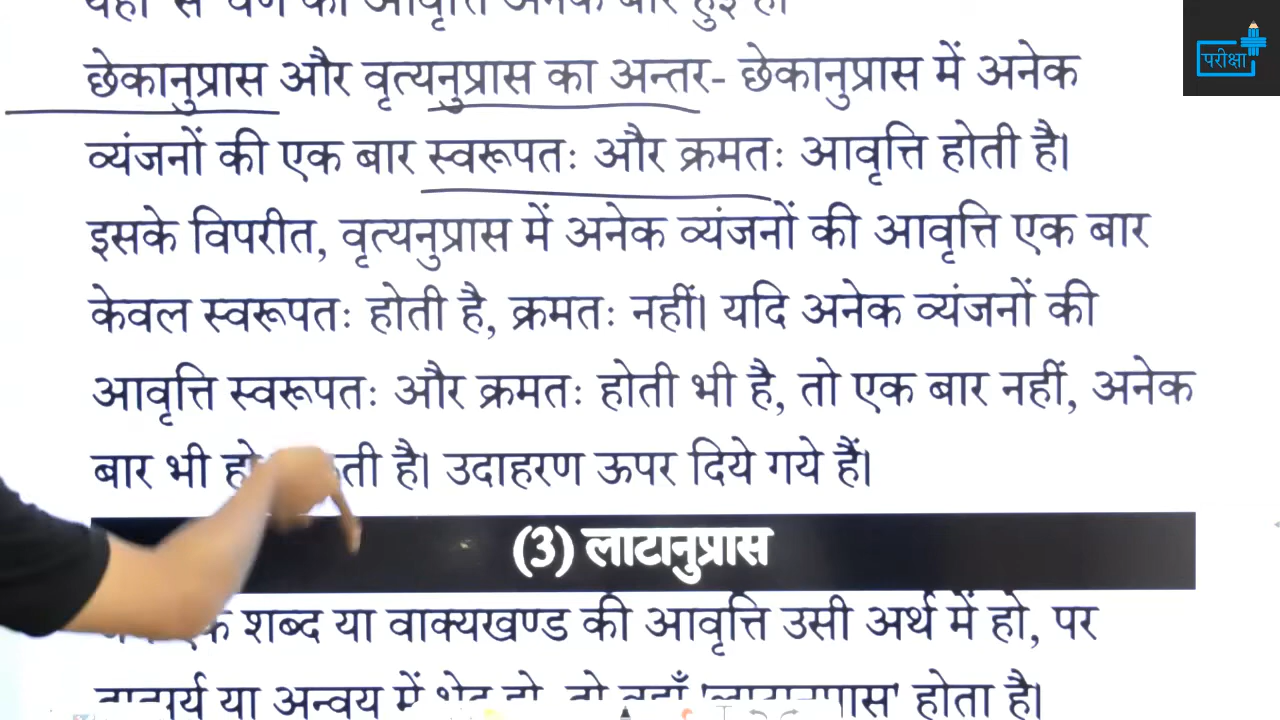 परीक्षा
छेकानुप्रास और वृत्यनुप्रास का अन्तर- छेकानुप्रास में अनेक
व्यंजनों की एक बार स्वरूपतः और क्रमतः आवृत्ति होती है।
इसके विपरीत, वृत्यनुप्रास में अनेक व्यंजनों की आवृत्ति एक बार
केवल स्वरूपतः होती है, क्रमतः नहीं। यदि अनेक व्यंजनों की
आवृत्ति स्वरूपतः और क्रमतः होती भी है, तो एक बार नहीं, अनेक
बार भी है। उदाहरण ऊपर दिये गये हैं।
(3) लाटानुप्रास
शब्द या वाक्यखण्ड की आवृत्ति उसी अर्थ में हो, पर
या अन्वय में होता है।